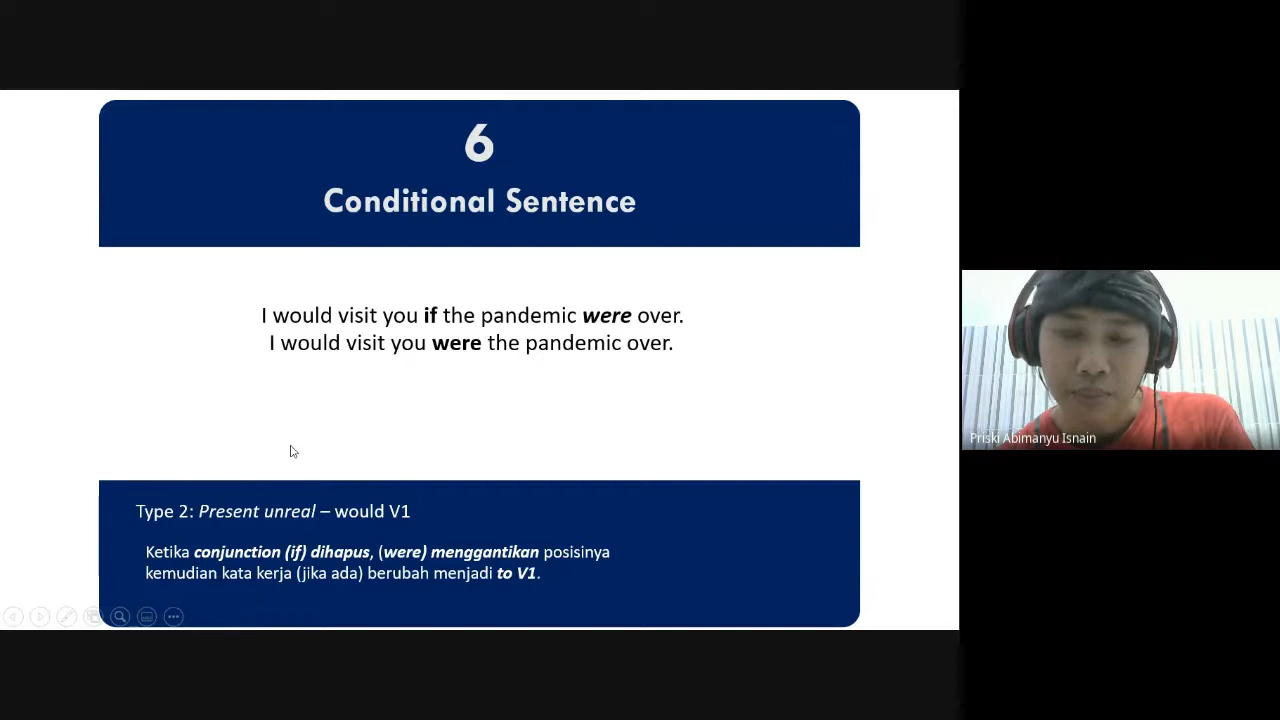 6
Conditional Sentence
I would visit you if the pandemic were over.
I would visit you were the pandemic over.
Type 2: Present unreal – would V1
Ketika conjunction (if) dihapus, (were) menggantikan posisinya
kemudian kata kerja (jika ada) berubah menjadi to V1.
Priski Abimanyu Isnain